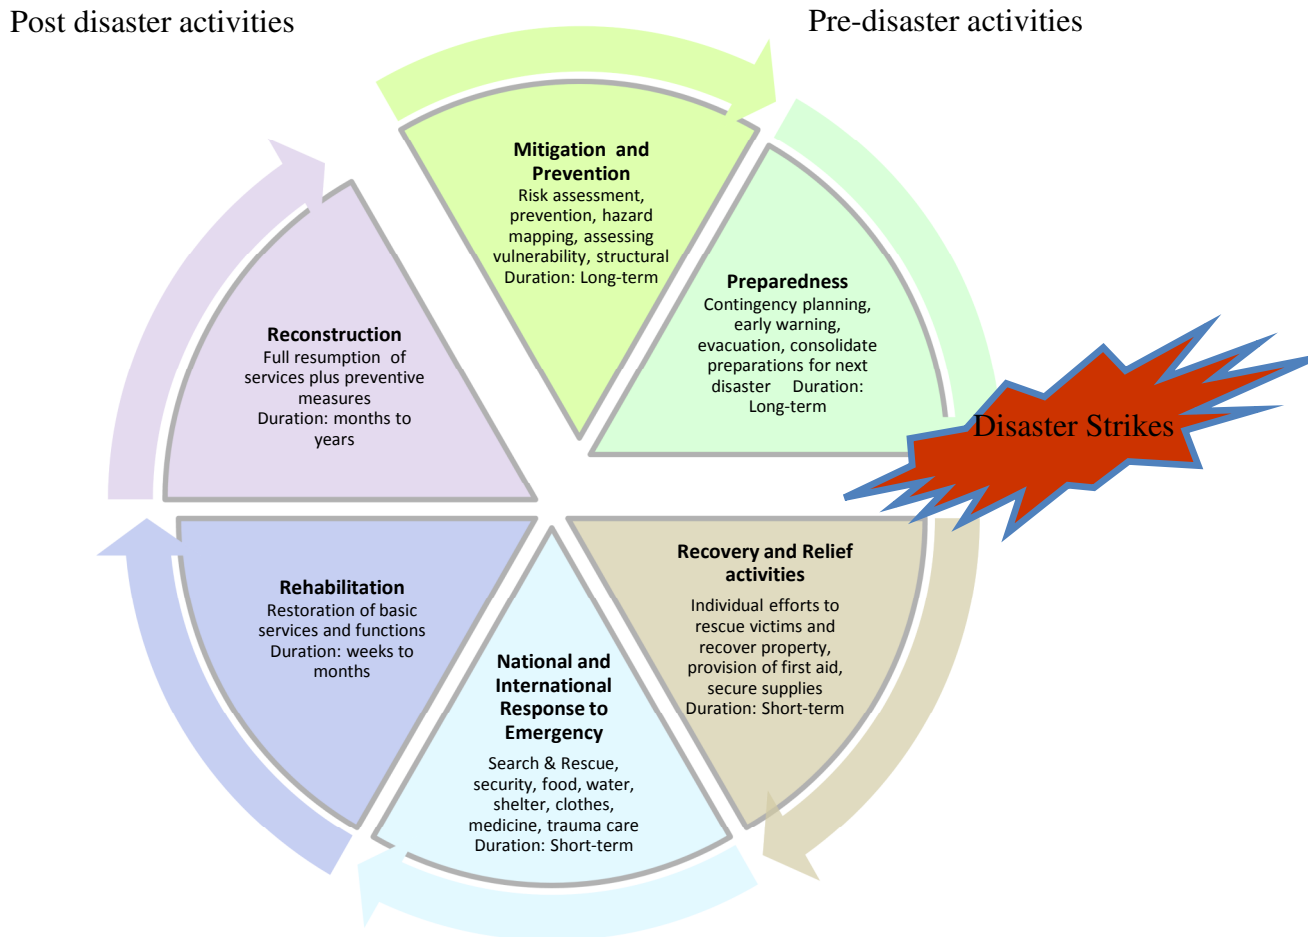 Post disaster activities
Pre-disaster activities
Mitigation and
Prevention
Risk assessment,
prevention, hazard
mapping, assessing
vulnerability, structural
Duration: Long-term
Preparedness
Contingency planning,
early warning,
evacuation, consolidate
preparations for next
disaster Duration:
Long-term
Disaster Strikes
Recovery and Relief
activities
Individual efforts to
rescue victims and
recover property,
provision of first aid,
secure supplies
Duration: Short-term
National and
International
Response to
Emergency
Search & Rescue,
security, food, water,
shelter, clothes,
medicine, trauma care
Duration: Short-term
Rehabilitation
Restoration of basic
services and functions
Duration: weeks to
months
Reconstruction
Full resumption of
services plus preventive
measures
Duration: months to
years